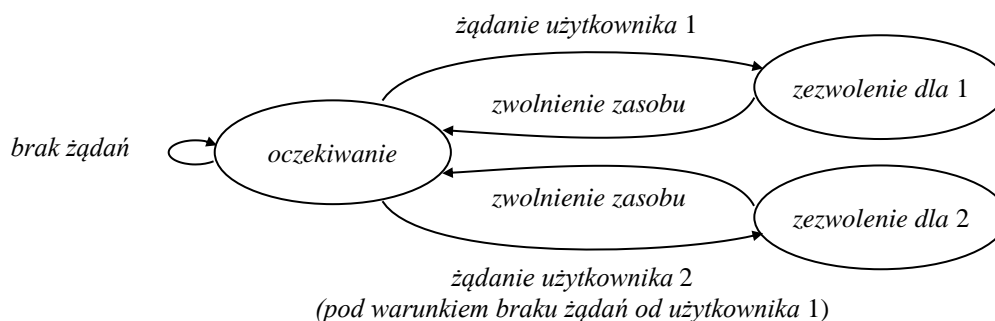 żądanie użytkownika 1
zezwolenie dla 1
zwolnienie zasobu
brak żądań
oczekiwanie
zwolnienie zasobu
zezwolenie dla 2
żądanie użytkownika 2
(pod warunkiem braku żądań od użytkownika 1)